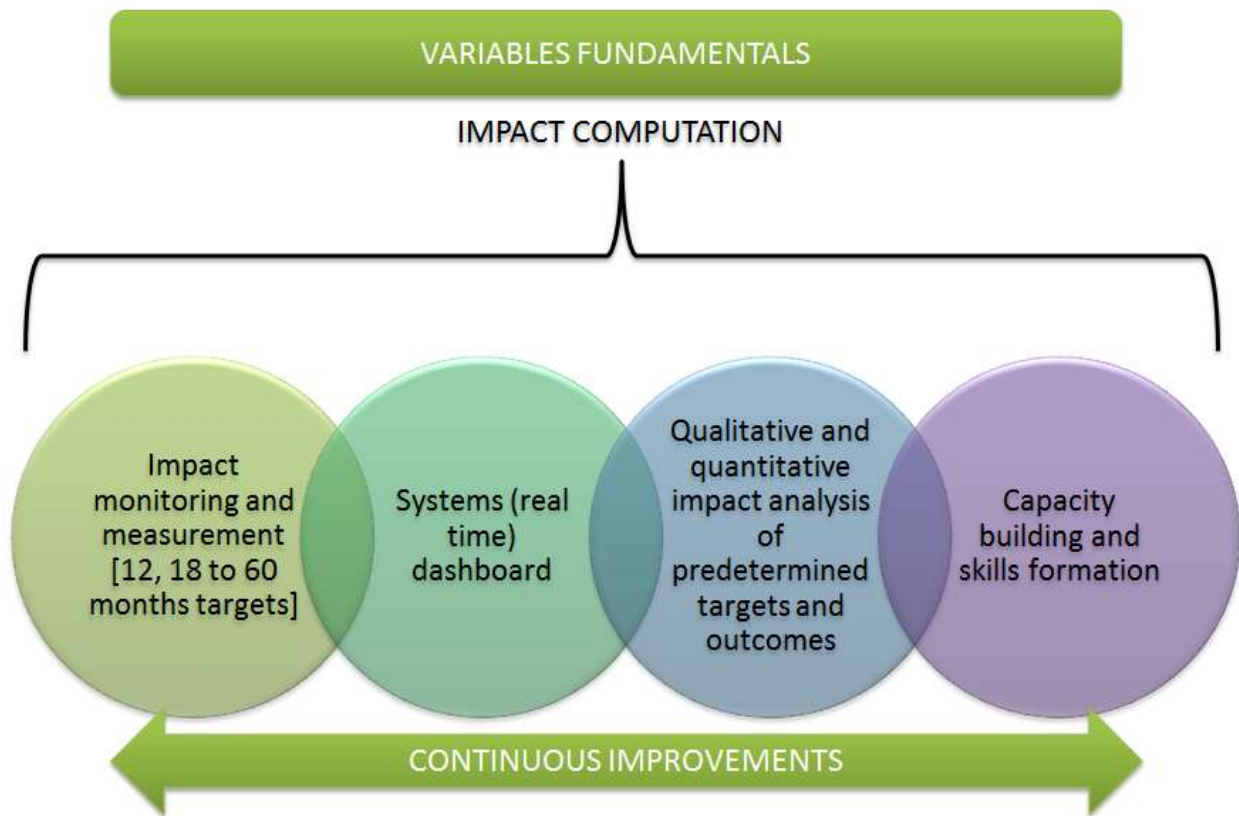 VARIABLES FUNDAMENTALS
IMPACT COMPUTATION
Impact
monitoring and
measurement
[12, 18 to 60
months targets]
Systems (real
time)
dashboard
Qualitative and
quantitative
impact analysis
of
predetermined
targets and
outcomes
Capacity
building and
skills formation
CONTINUOUS IMPROVEMENTS